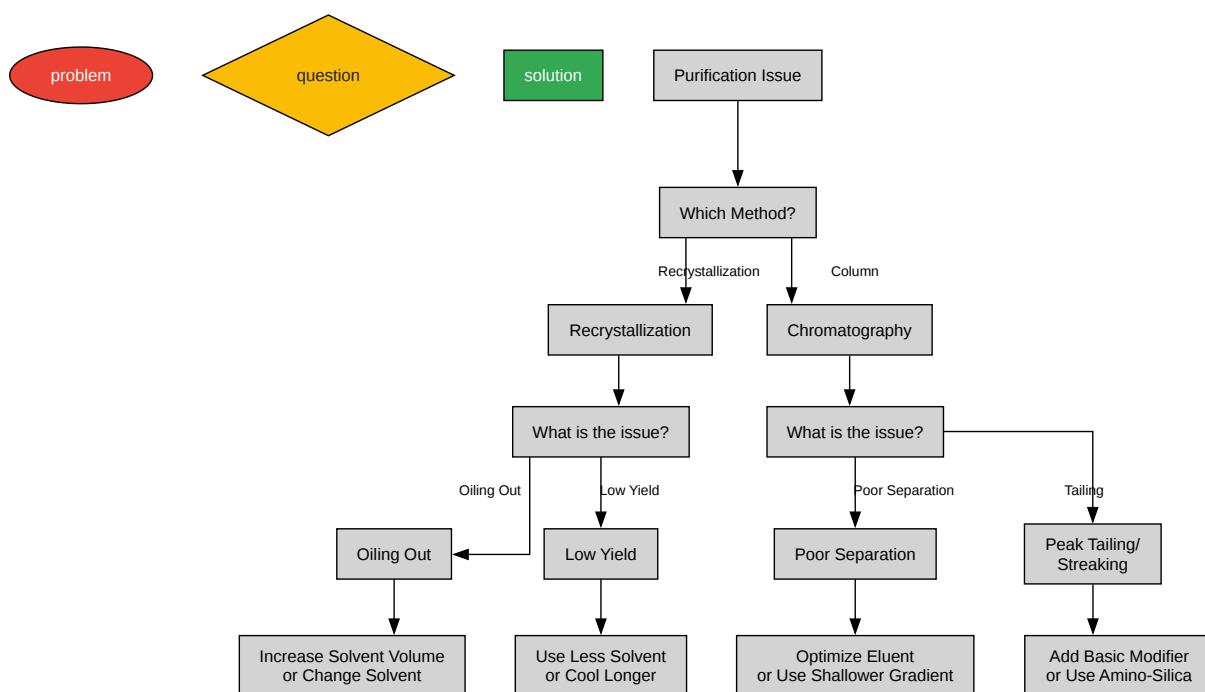 problem
question
solution
Purification Issue
Which Method?
Recrystallization
Column
Recrystallization
Chromatography
What is the issue?
What is the issue?
Oiling Out
Low Yield
Poor Separation
Tailing
Oiling Out
Low Yield
Poor Separation
Peak Tailing/
Streaking
Increase Solvent Volume
or Change Solvent
Use Less Solvent
or Cool Longer
Optimize Eluent
or Use Shallower Gradient
Add Basic Modifier
or Use Amino-Silica